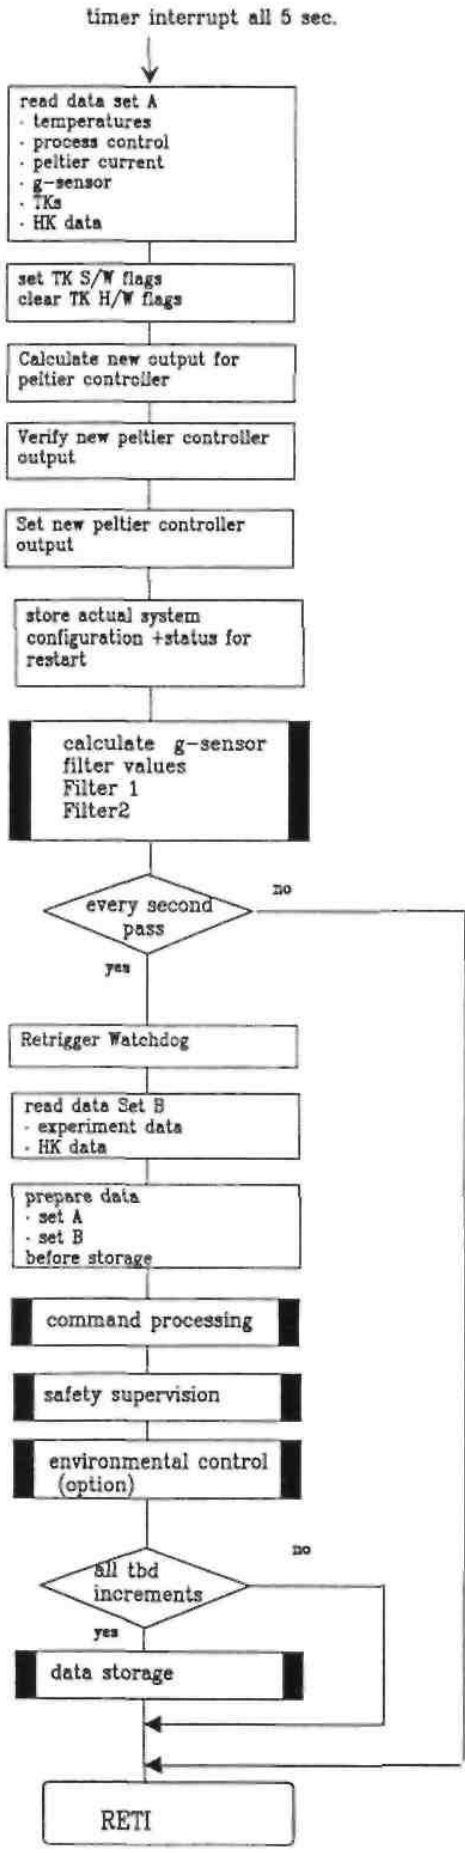 timer interrupt all 5 sec.
read data set A
· temperatures
· process control
· peltier current
· g-sensor
· TKs
· HK data
set TK S/W flags
clear TK H/W flags
Calculate new output for
peltier controller
Verify new peltier controller
output
Set new peltier controller
output
store actual system
configuration +status for
restart
calculate g-sensor
filter values
Filter 1
Filter2
every second
pass
no
yes
Retrigger Watchdog
read data Set B
· experiment data
· HK data
prepare data
· set A
· set B
before storage
command processing
safety supervision
environmental control
(option)
all tbd
increments
no
yes
data storage
RETI